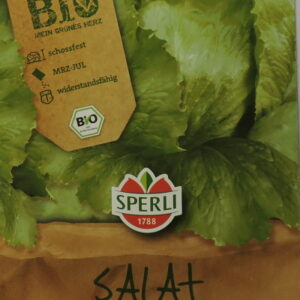 BIO
MEIN GRÜNES HERZ
schossfest
MRZ-JUL
widerstandsfähig
BIO
SPERLI
1788
SALAT